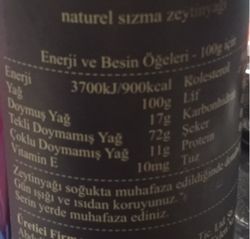 naturel sızma zeytinyağı
Enerji ve Besin Öğeleri - 100g için
Enerji 3700kJ/900kcal Kolesterol
Yağ 100g Lif
Doymuş Yağ 17g Karbonhidrat
Tekli Doymamış Yağ 72g Şeker
Çoklu Doymamış Yağ 11g Protein
Vitamin E 10mg Tuz
Zeytinyağı soğukta muhafaza edildiğinde
Gün ışığı ve ısıdan koruyunuz.
Serin yerde muhafaza ediniz.
Üretici Firma
Tic. Ltd